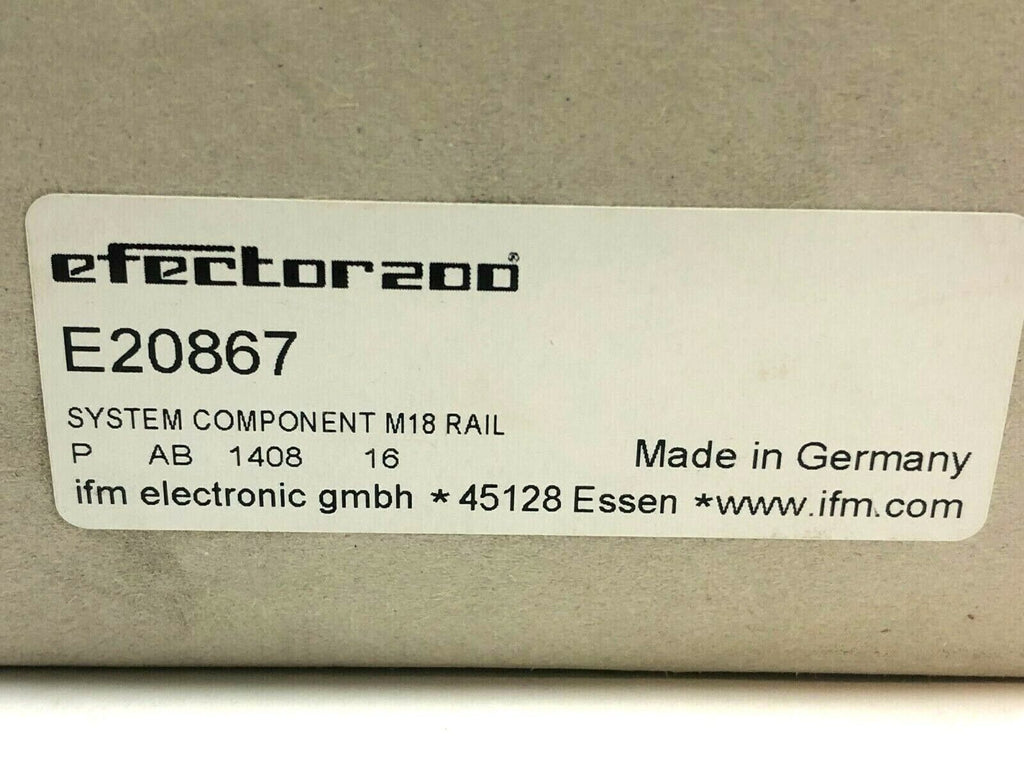 efector200®
E20867
SYSTEM COMPONENT M18 RAIL
P AB 1408 16 Made in Germany
ifm electronic gmbh * 45128 Essen *www.ifm.com